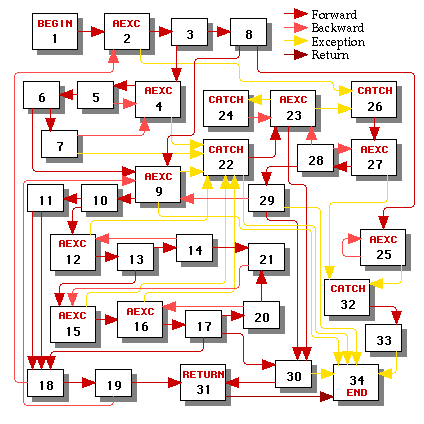 Forward
Backward
Exception
Return
BEGIN
1
AEXC
2
3
8
6
5
AEXC
4
7
CATCH
24
AEXC
23
CATCH
26
CATCH
22
28
AEXC
27
AEXC
9
11
10
29
AEXC
12
13
14
21
AEXC
25
CATCH
32
AEXC
15
AEXC
16
17
20
33
18
19
RETURN
31
30
34
END